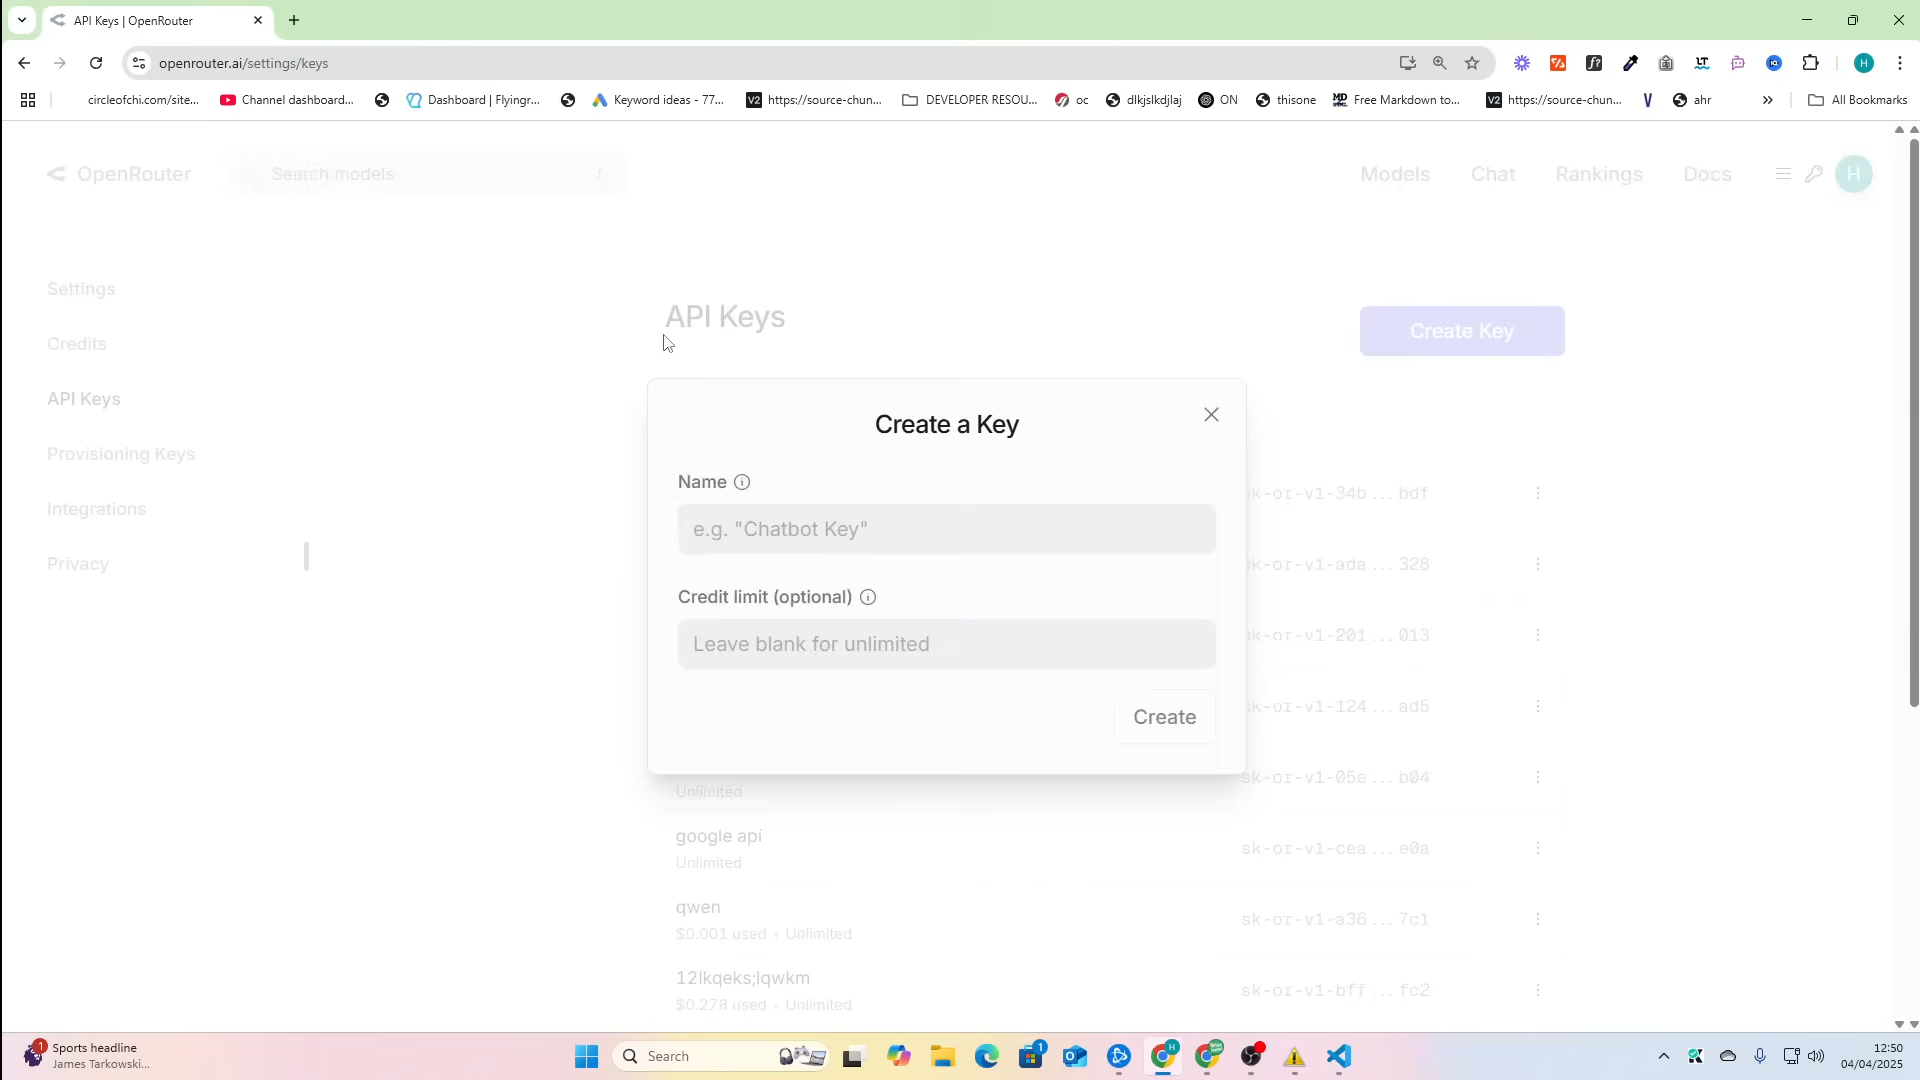 API Keys | OpenRouter
openrouter.ai/settings/keys
H
circleofchi.com/site...
Channel dashboard...
Dashboard | Flyingr...
Keyword ideas - 77...
https://source-chun...
DEVELOPER RESOU...
oc
dlkjslkdjlaj
ON
thisone
Free Markdown to...
https://source-chun...
ahr
All Bookmarks
OpenRouter
Search models
/
Models
Chat
Rankings
Docs
H
Settings
Credits
API Keys
Provisioning Keys
Integrations
Privacy
API Keys
Create Key
Create a Key
Name
e.g. "Chatbot Key"
Credit limit (optional)
Leave blank for unlimited
Create
sk-or-v1-34b...bdf
sk-or-v1-ada...328
sk-or-v1-201...013
sk-or-v1-124...ad5
sk-or-v1-05e...b04
Unlimited
google api
Unlimited
sk-or-v1-cea...e0a
qwen
$0.001 used • Unlimited
sk-or-v1-a36...7c1
12lkqeks;lqwkm
$0.278 used • Unlimited
sk-or-v1-bff...fc2
1
Sports headline
James Tarkowski...
Search
1
12:50
04/04/2025